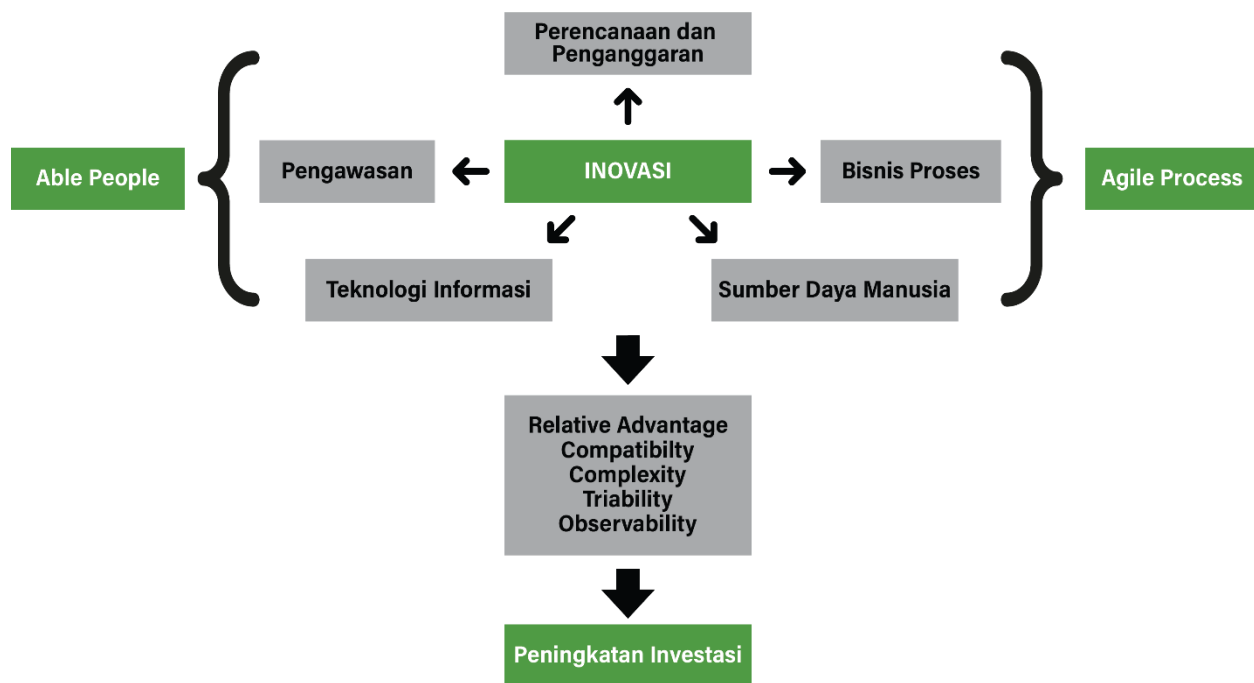 Perencanaan dan
Penganggaran
Able People
Pengawasan
INOVASI
Bisnis Proses
Agile Process
Teknologi Informasi
Sumber Daya Manusia
Relative Advantage
Compatibilty
Complexity
Triability
Observability
Peningkatan Investasi